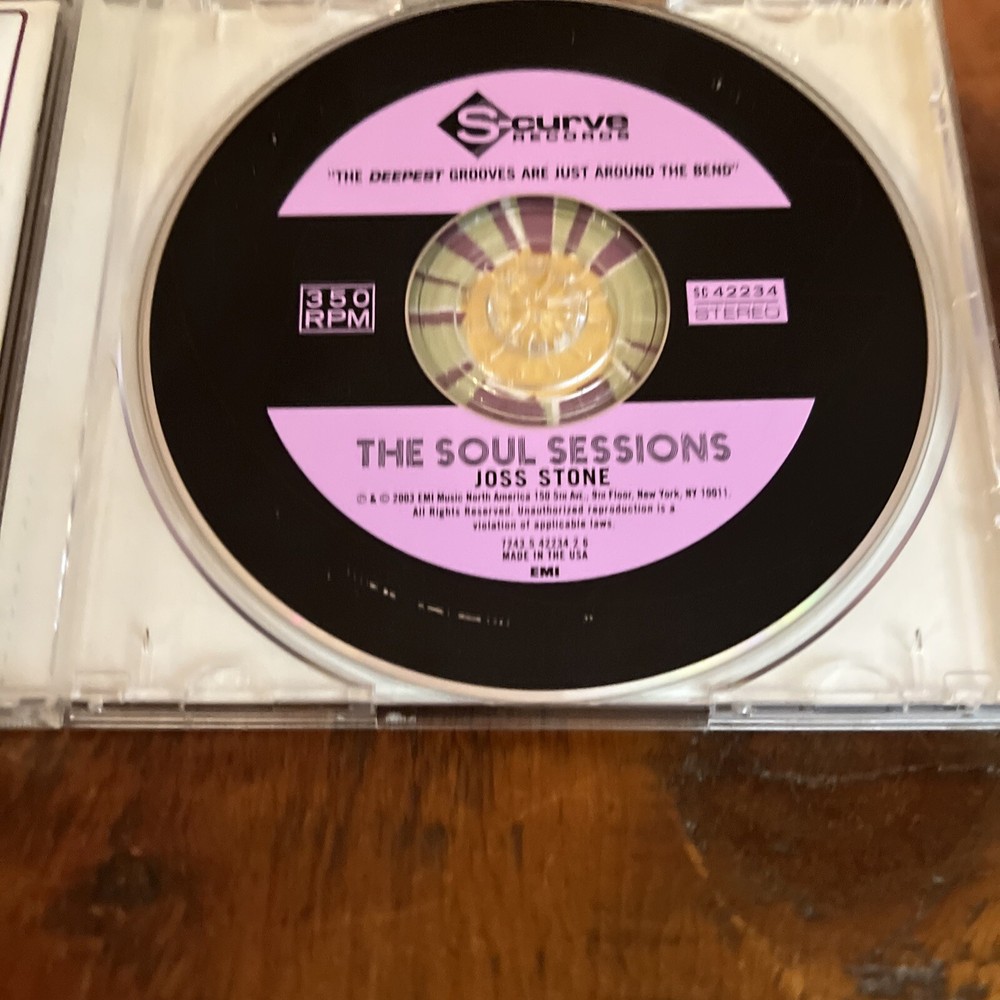 S-curve
RECORDS
"THE DEEPEST GROOVES ARE JUST AROUND THE BEND"
350
RPM
SC 42234
STEREO
THE SOUL SESSIONS
JOSS STONE
℗ & © 2003 EMI Music North America 150 5th Av., 9th Floor, New York, NY 10011.
All Rights Reserved. Unauthorized reproduction is a
violation of applicable laws.
7243 5 42234 2 6
MADE IN THE USA
EMI